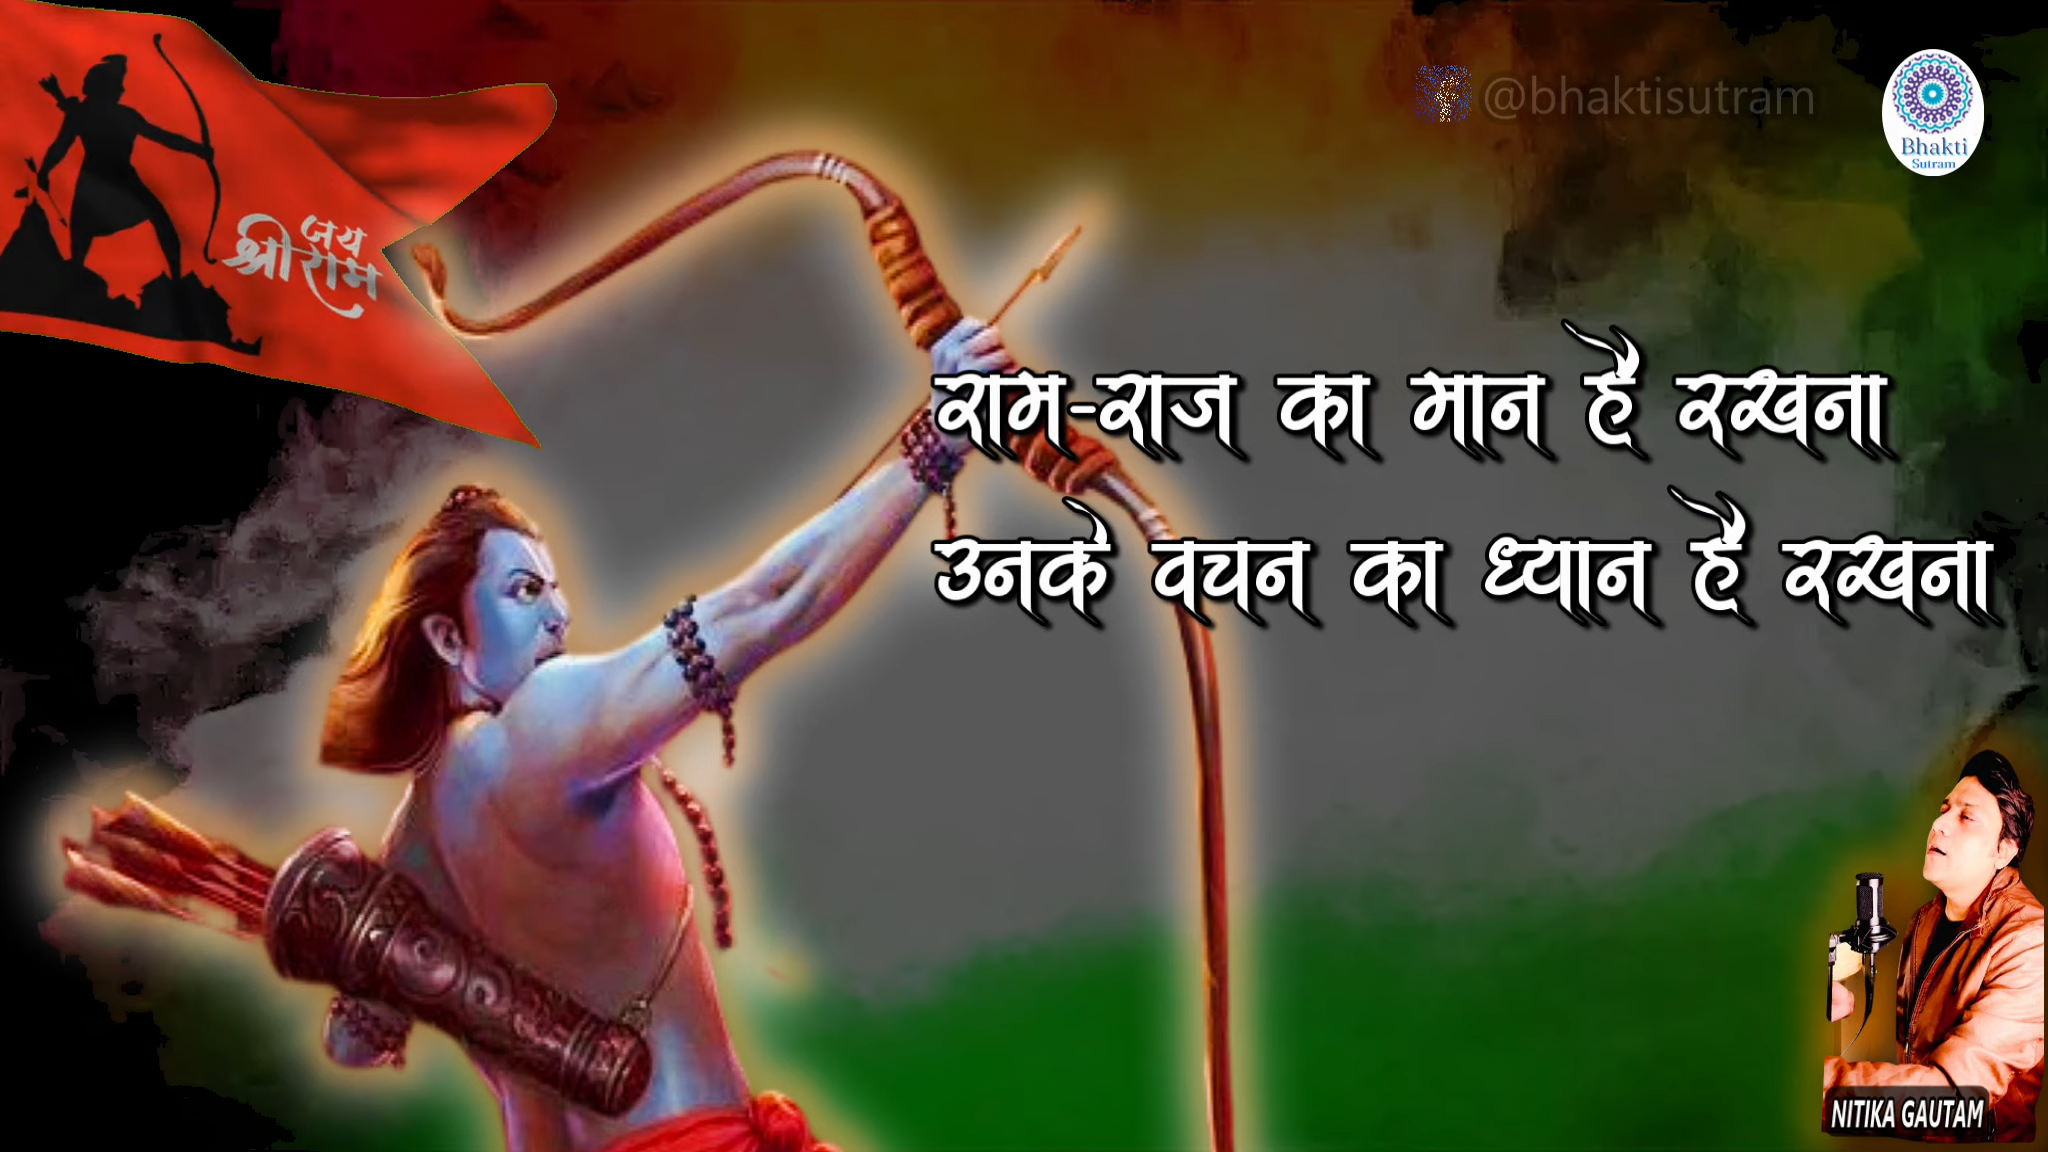 @bhaktisutram
Bhakti
Sutram
जय
श्रीराम
राम-राज का मान है रखना
उनके वचन का ध्यान है रखना
NITIKA GAUTAM